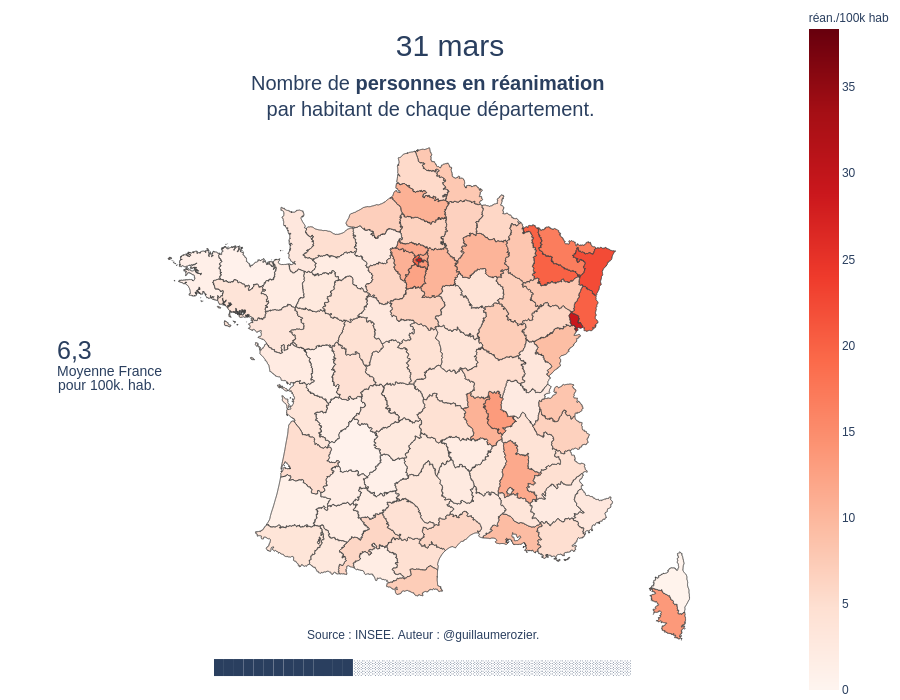 réan./100k hab
31 mars
Nombre de personnes en réanimation
par habitant de chaque département.
35
30
25
20
15
10
5
0
6,3
Moyenne France
pour 100k. hab.
Source : INSEE. Auteur : @guillaumerozier.